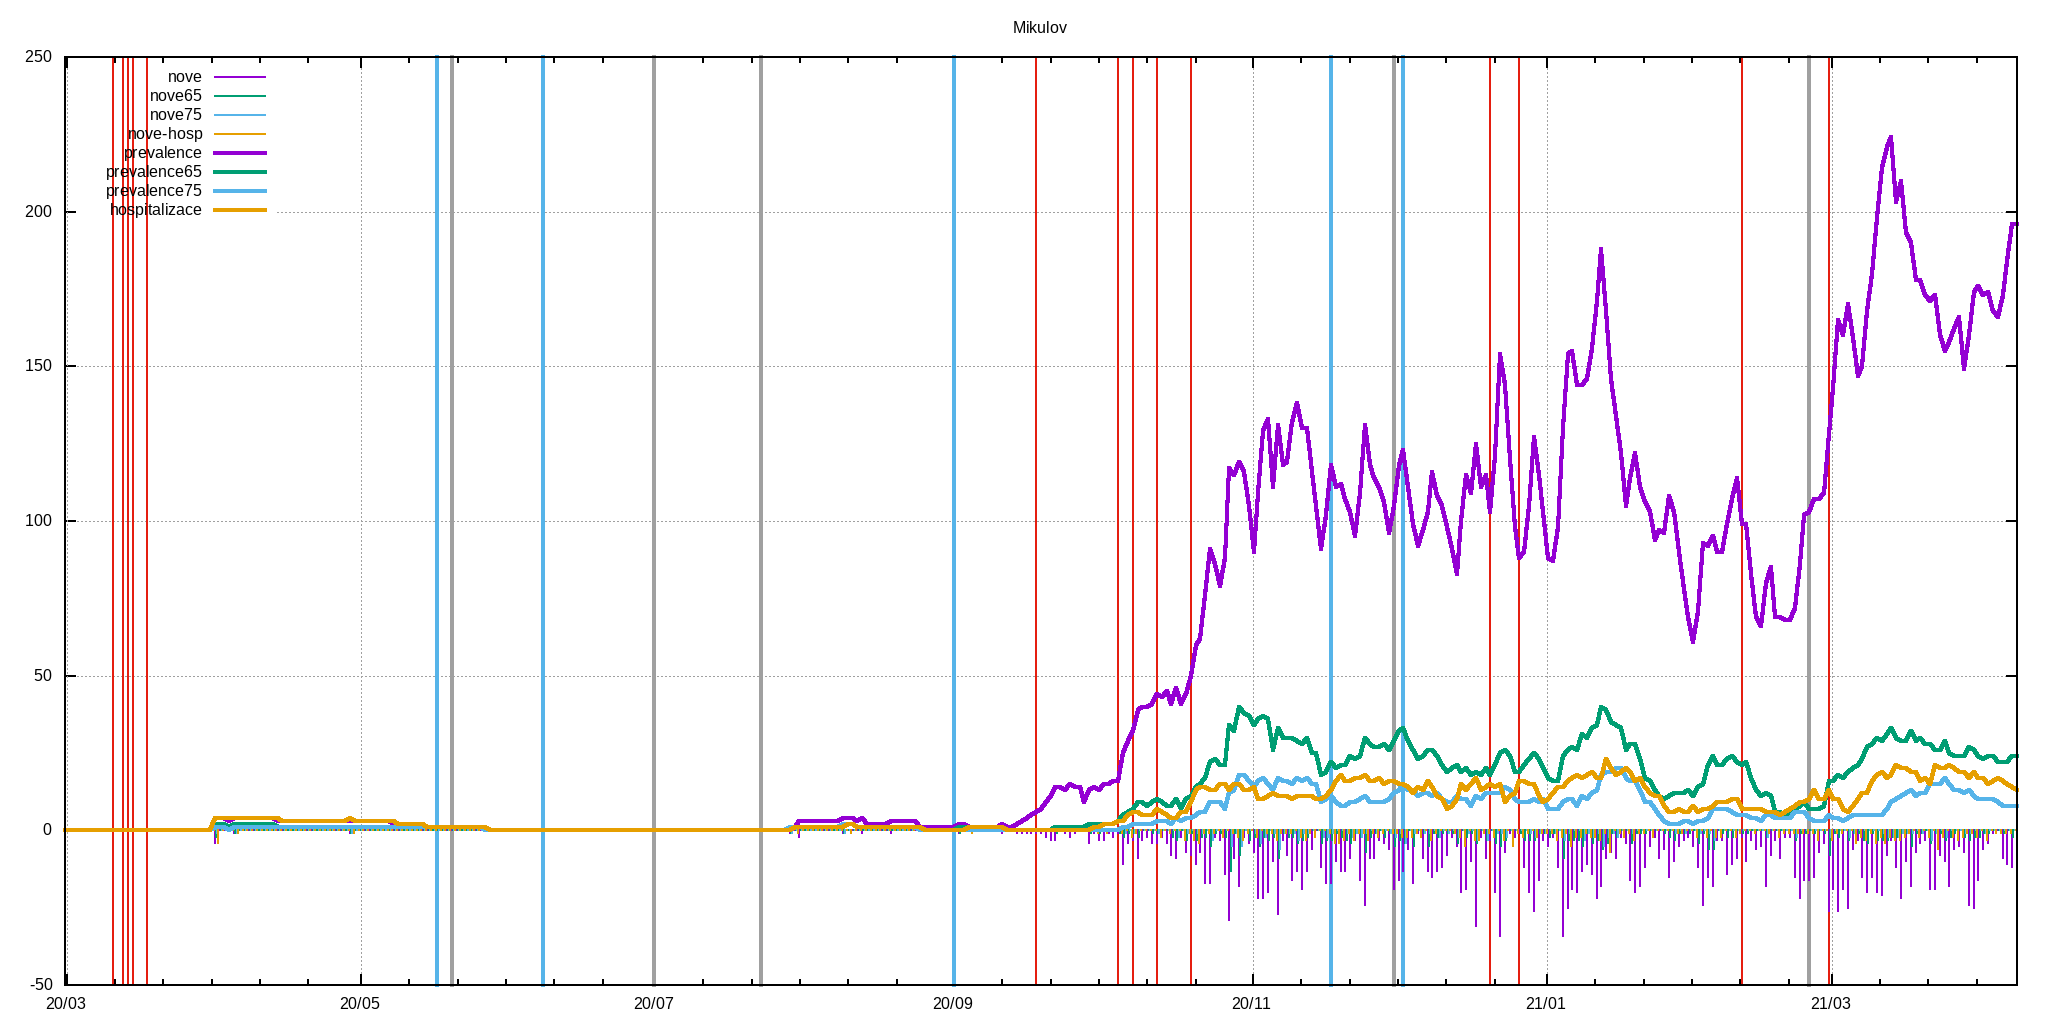 Mikulov
250
nove
nove65
nove75
nove-hosp
prevalence
prevalence65
prevalence75
hospitalizace
200
150
100
50
0
-50
20/03 20/05 20/07 20/09 20/11 21/01 21/03